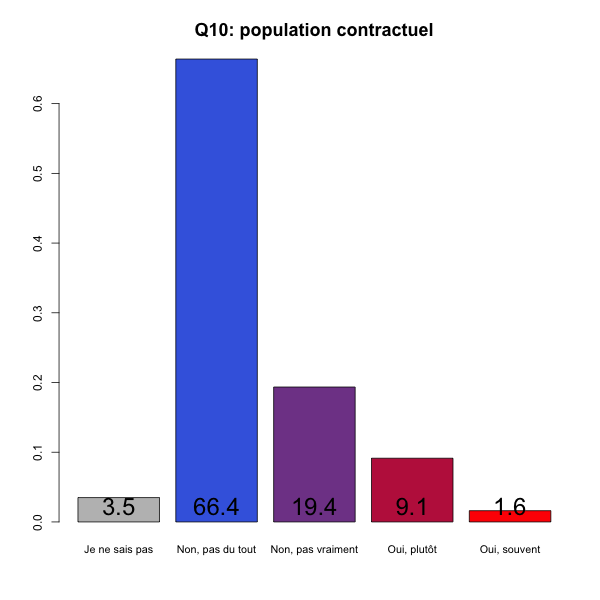 Q10: population contractuel
0.6
0.5
0.4
0.3
0.2
0.1
0.0
3.5 66.4 19.4 9.1 1.6
Je ne sais pas Non, pas du tout Non, pas vraiment Oui, plutôt Oui, souvent